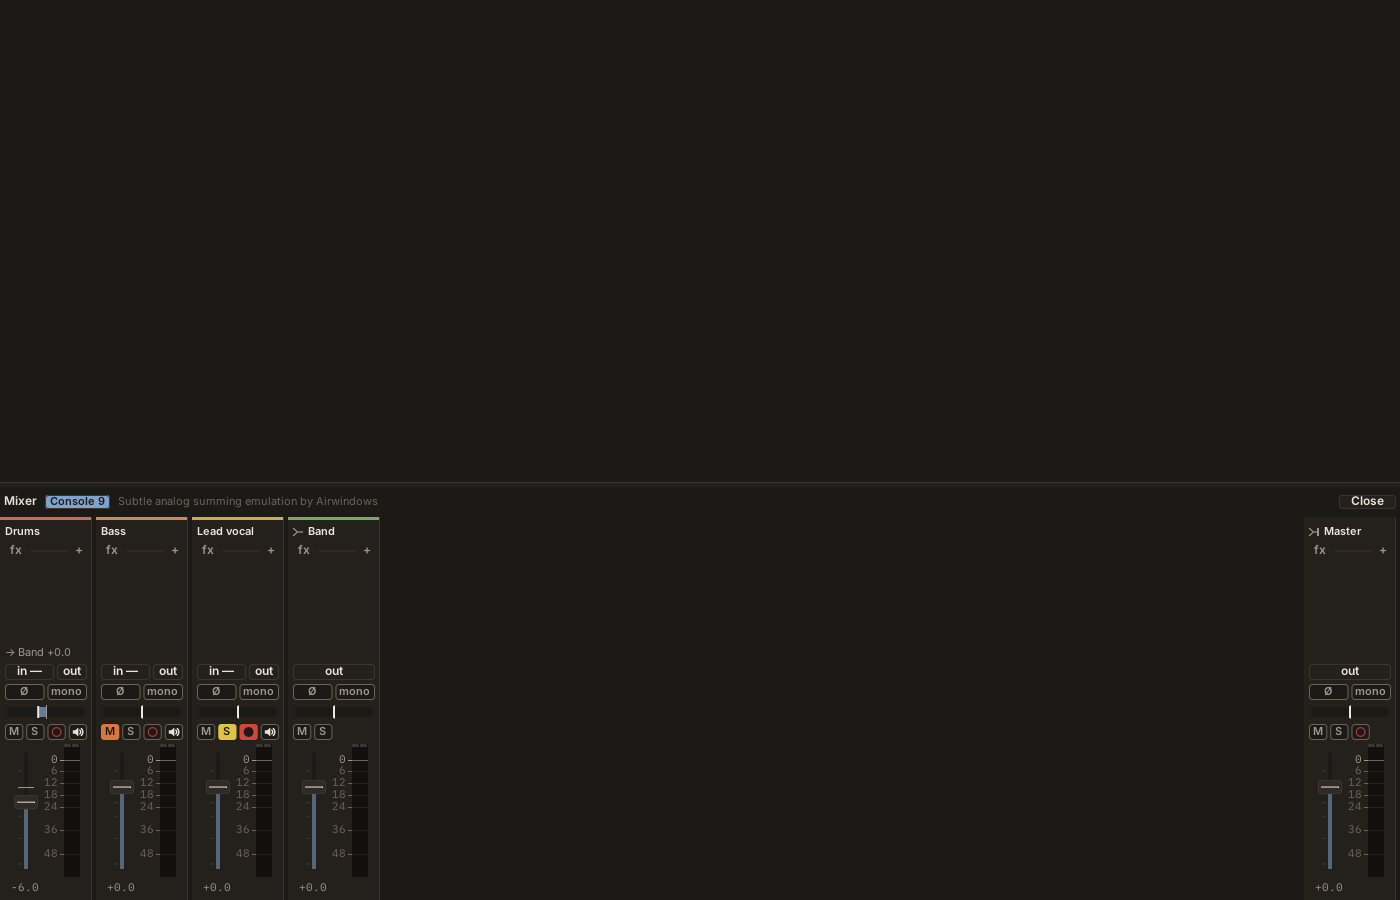 Mixer Console 9 Subtle analog summing emulation by Airwindows Close
Drums Bass Lead vocal Band Master
fx + fx + fx + fx + fx +
→ Band +0.0
in — out in — out in — out out out
Ø mono Ø mono Ø mono Ø mono Ø mono
M S M S M S M S M S
0 0 0 0 0
6 6 6 6 6
12 12 12 12 12
18 18 18 18 18
24 24 24 24 24
36 36 36 36 36
48 48 48 48 48
-6.0 +0.0 +0.0 +0.0 +0.0